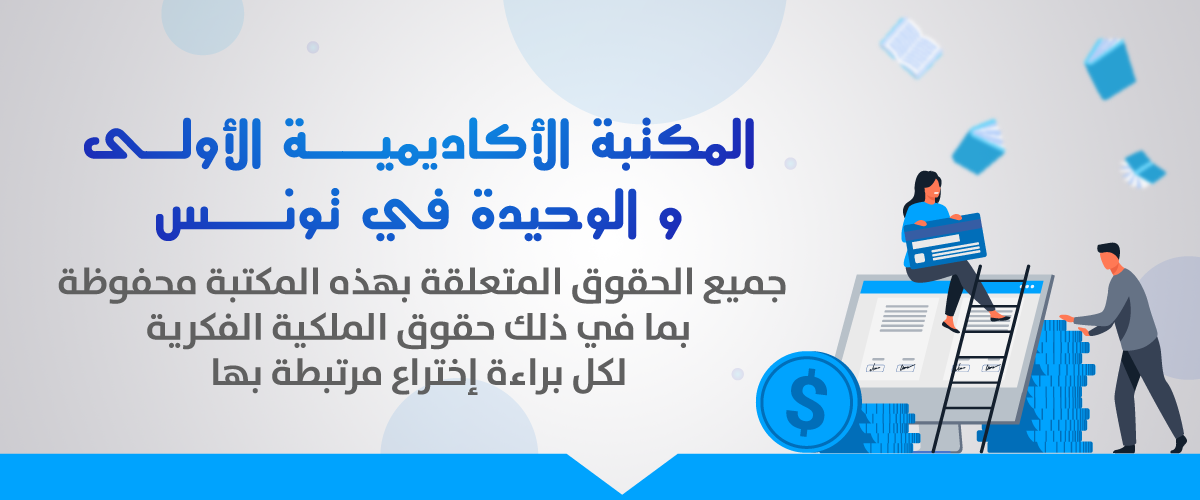 المكتبة الأكاديميـــــة الأولـــى
و الوحيدة في تونـــــس
جميع الحقوق المتعلقة بهذه المكتبة محفوظة
بما في ذلك حقوق الملكية الفكرية
لكل براءة إختراع مرتبطة بها
$